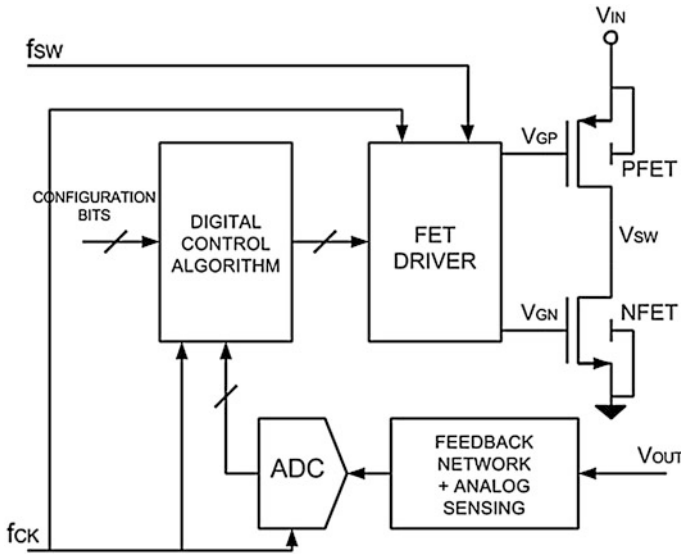 VIN
fSW
VGP
PFET
CONFIGURATION
BITS
DIGITAL
CONTROL
ALGORITHM
FET
DRIVER
VSW
VGN
NFET
ADC
FEEDBACK
NETWORK
+ ANALOG
SENSING
VOUT
fCK